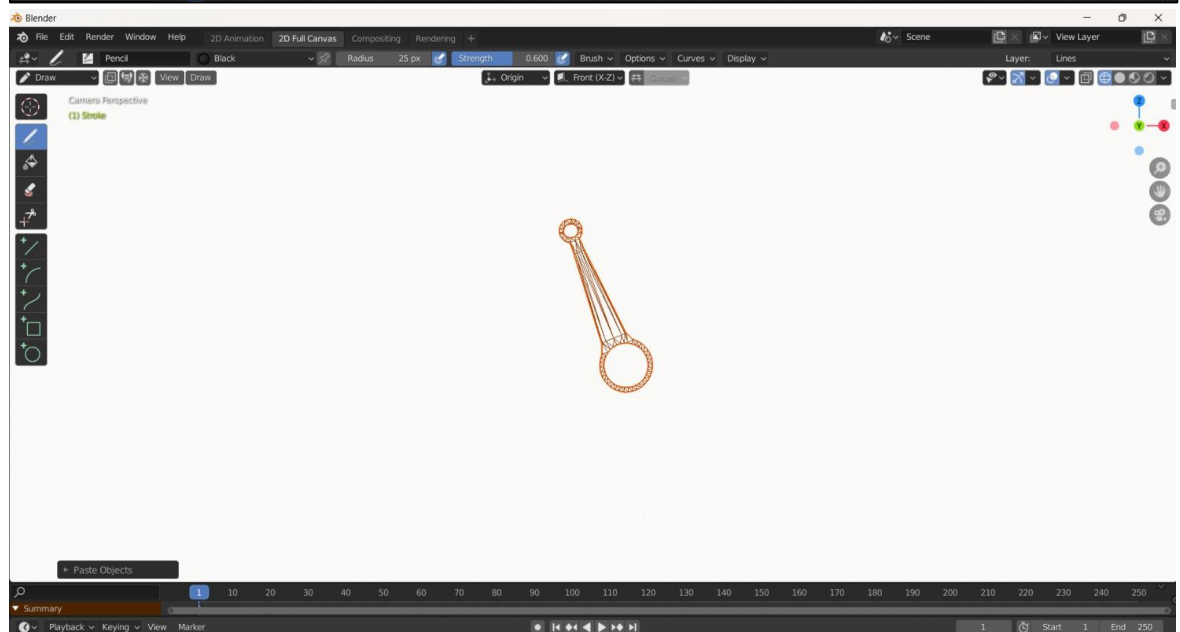 Blender
File Edit Render Window Help 2D Animation 2D Full Canvas Compositing Rendering + Scene View Layer
Pencil Black Radius 25 px Strength 0.600 Brush Options Curves Display Layer: Lines
Draw View Draw Origin Front (X-Z) Guides
Camera Perspective
(1) Stroke
Z
Y X
Paste Objects
1 10 20 30 40 50 60 70 80 90 100 110 120 130 140 150 160 170 180 190 200 210 220 230 240 250
Summary
Playback Keying View Marker 1 Start 1 End 250